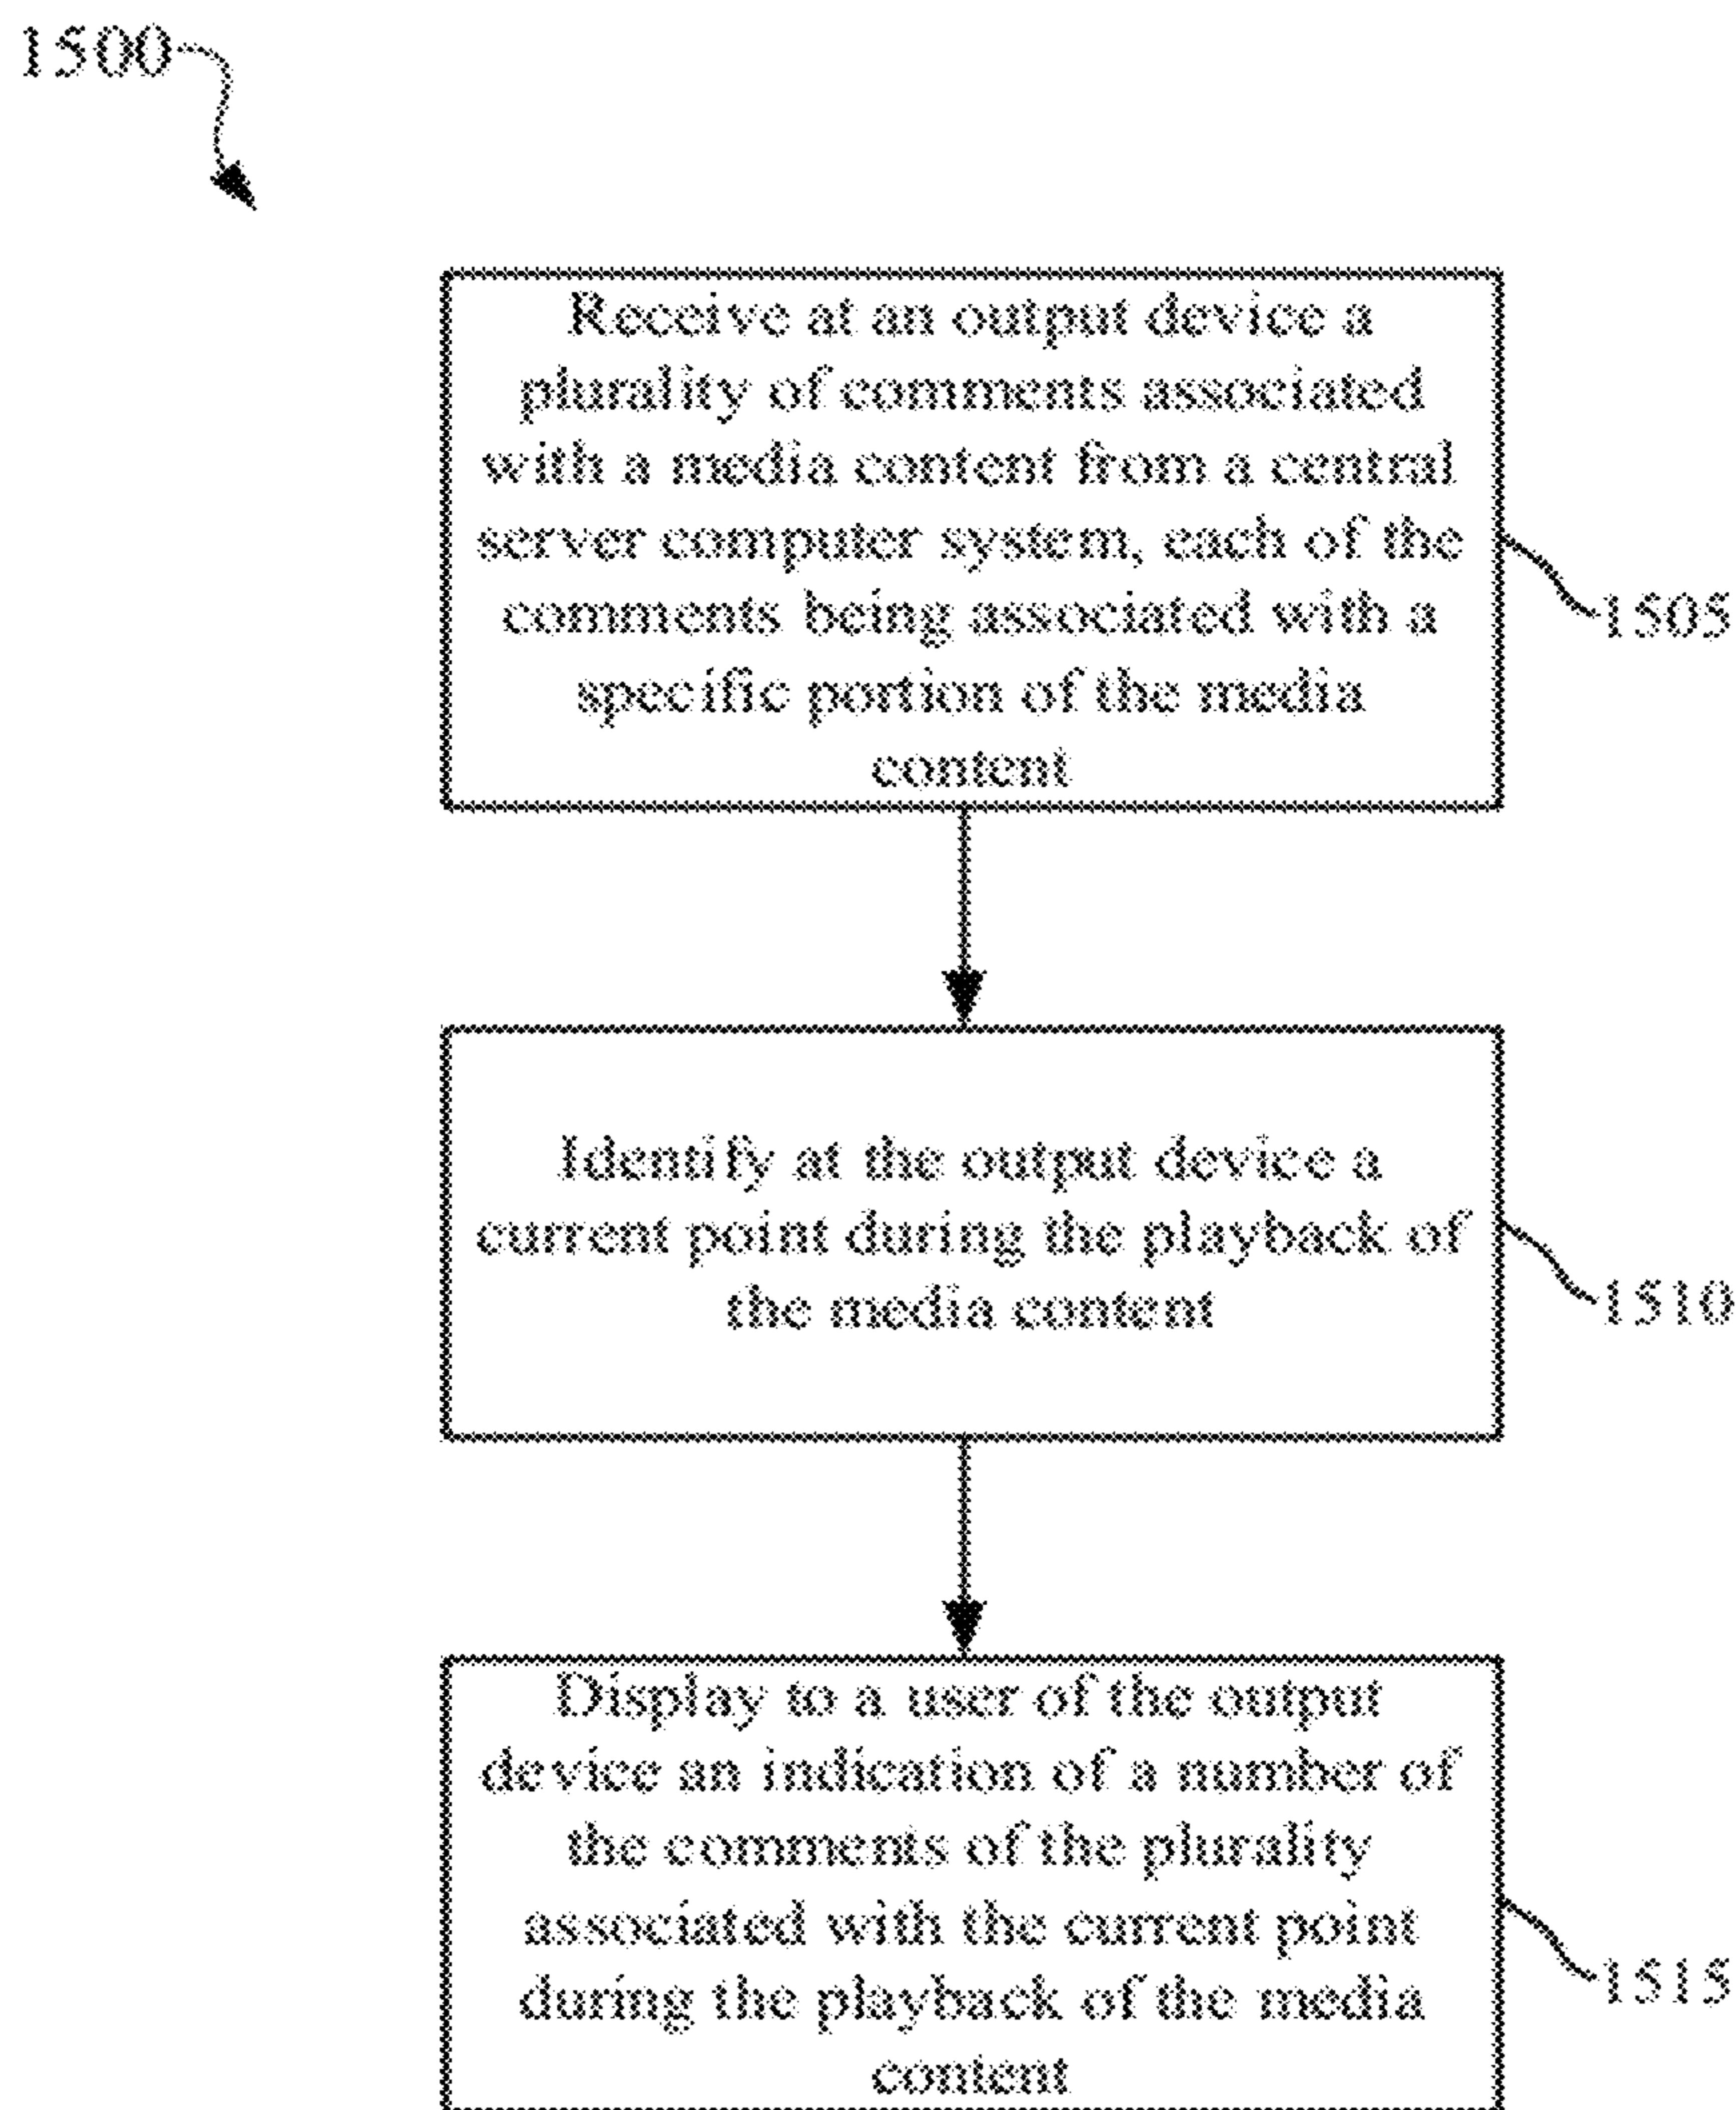 1500
Receive at an output device a
plurality of comments associated
with a media content from a central
server computer system, each of the
comments being associated with a
specific portion of the media
content
1505
Identify at the output device a
current point during the playback of
the media content
1510
Display to a user of the output
device an indication of a number of
the comments of the plurality
associated with the current point
during the playback of the media
content
1515